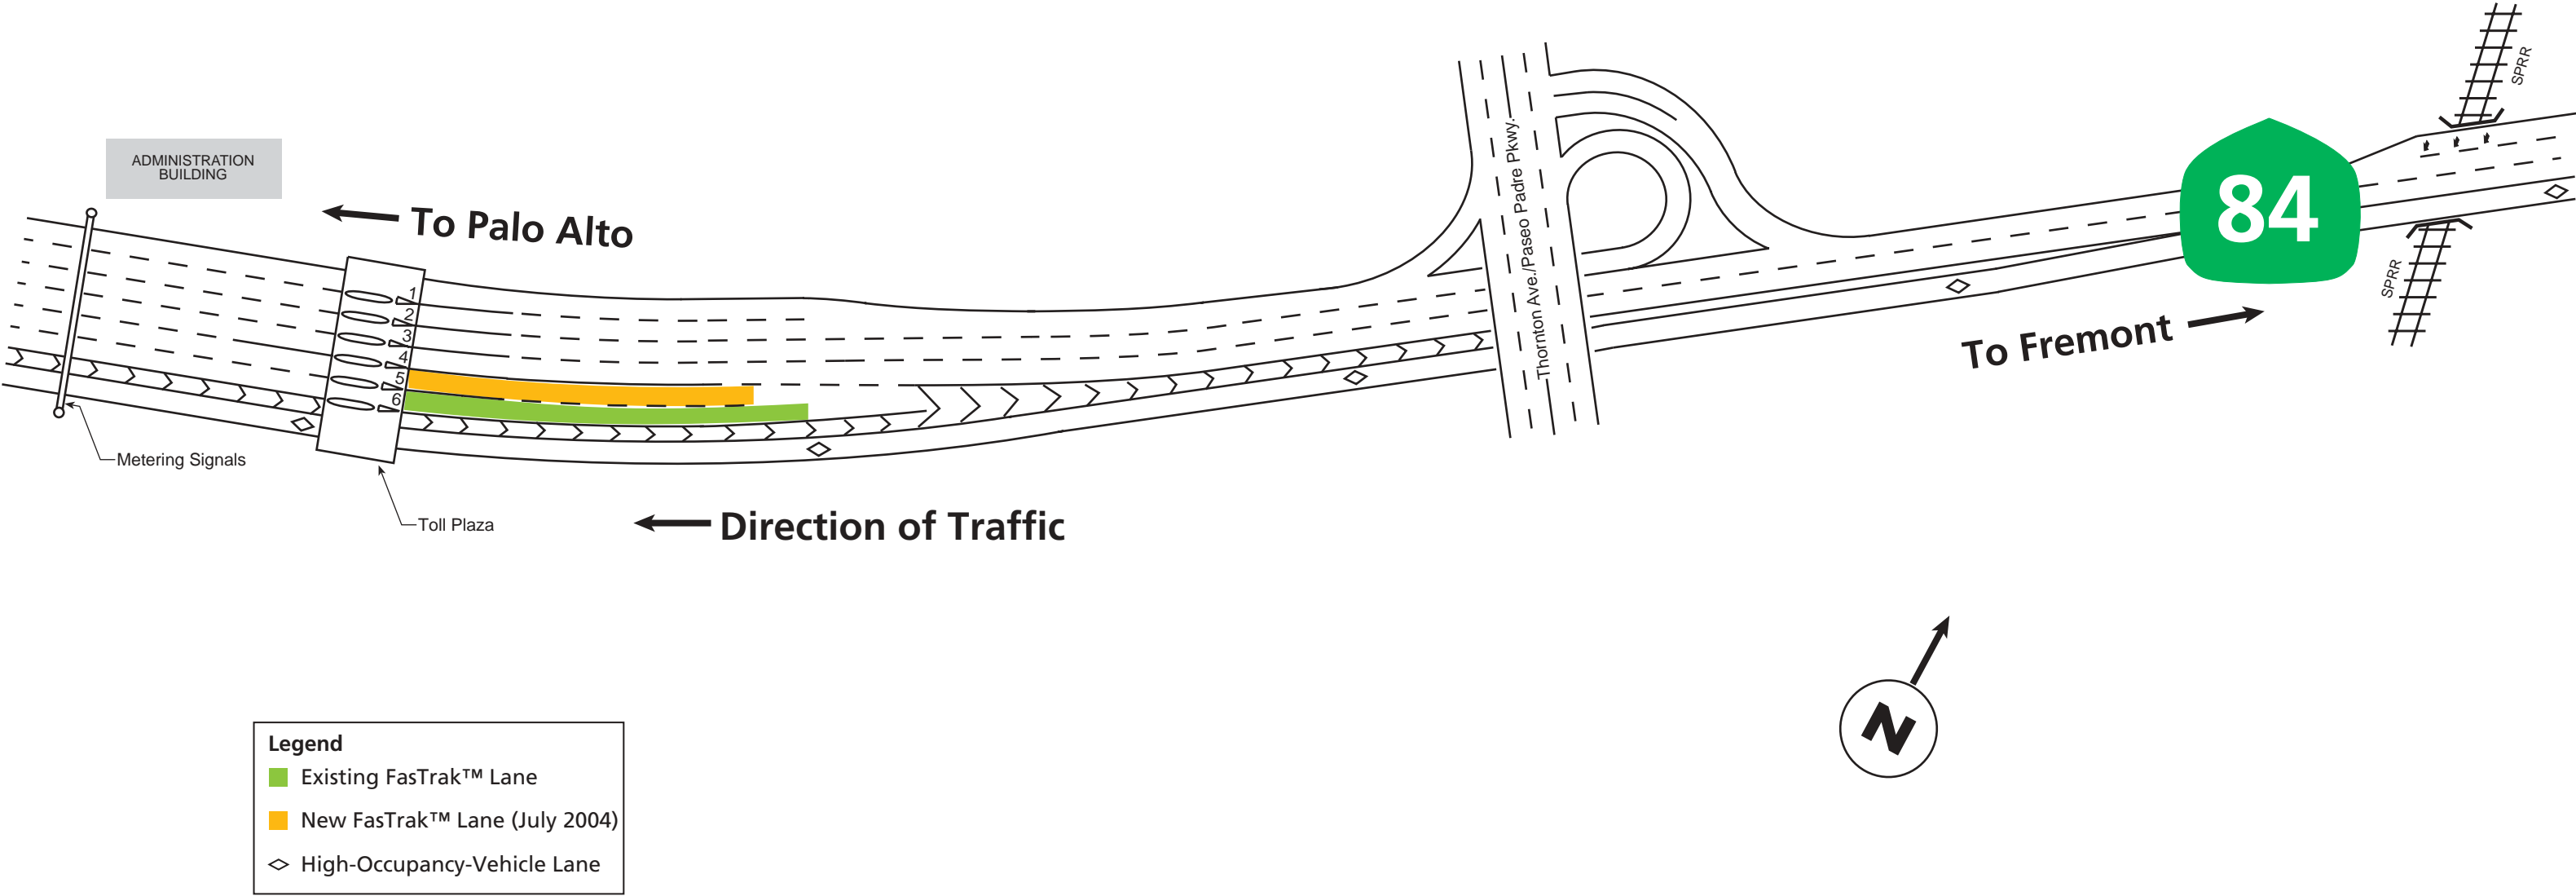 SPRR
84
ADMINISTRATION
BUILDING
To Palo Alto
Thornton Ave./Paseo Padre Pkwy.
SPRR
To Fremont
1
2
3
4
5
6
Metering Signals
Toll Plaza
Direction of Traffic
N
Legend
Existing FasTrak™ Lane
New FasTrak™ Lane (July 2004)
High-Occupancy-Vehicle Lane